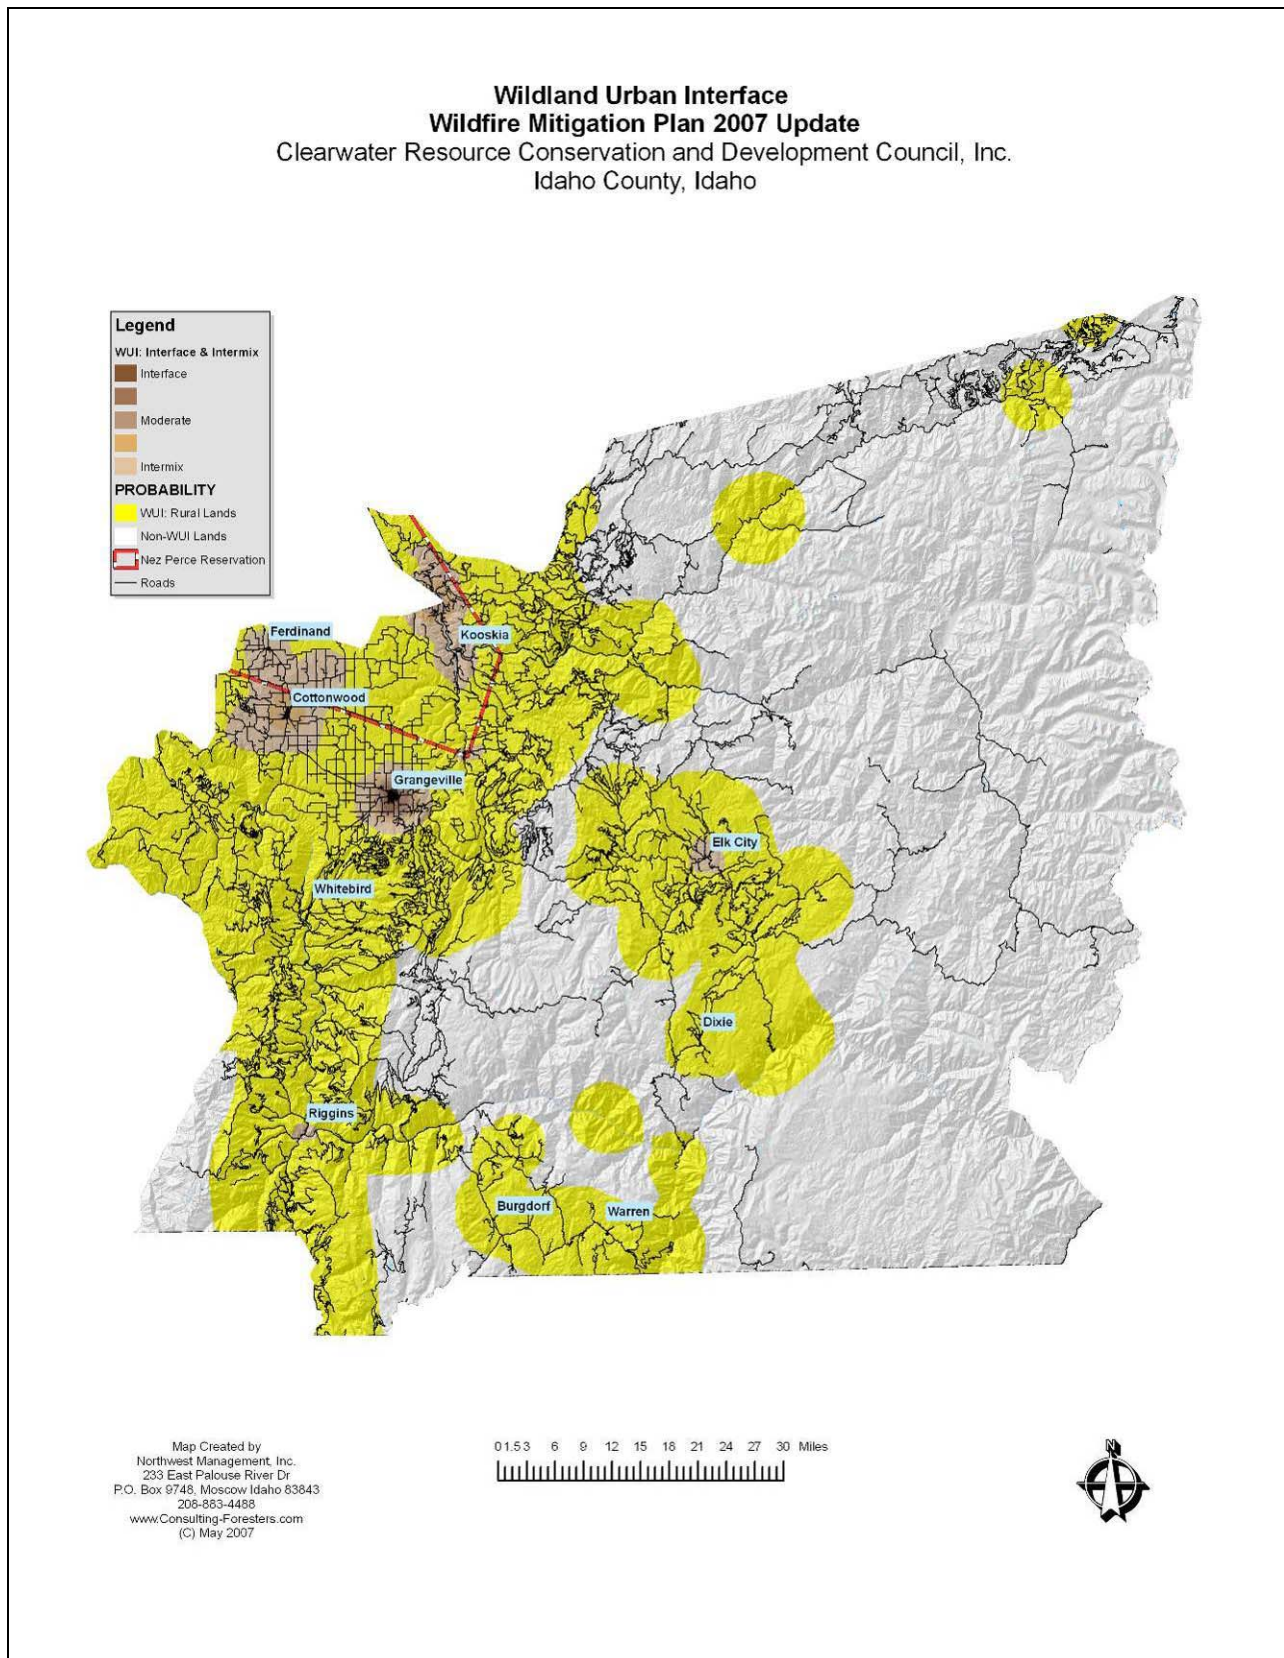 Wildland Urban Interface
Wildfire Mitigation Plan 2007 Update
Clearwater Resource Conservation and Development Council, Inc.
Idaho County, Idaho
Legend
WUI: Interface & Intermix
Interface
Moderate
Intermix
PROBABILITY
WUI: Rural Lands
Non-WUI Lands
Nez Perce Reservation
Roads
Ferdinand
Kooskia
Cottonwood
Grangeville
Elk City
Whitebird
Dixie
Riggins
Burgdorf
Warren
Map Created by
Northwest Management, Inc.
233 East Palouse River Dr
P.O. Box 9748, Moscow Idaho 83843
208-883-4488
www.Consulting-Foresters.com
(C) May 2007
0 1.5 3 6 9 12 15 18 21 24 27 30 Miles
N